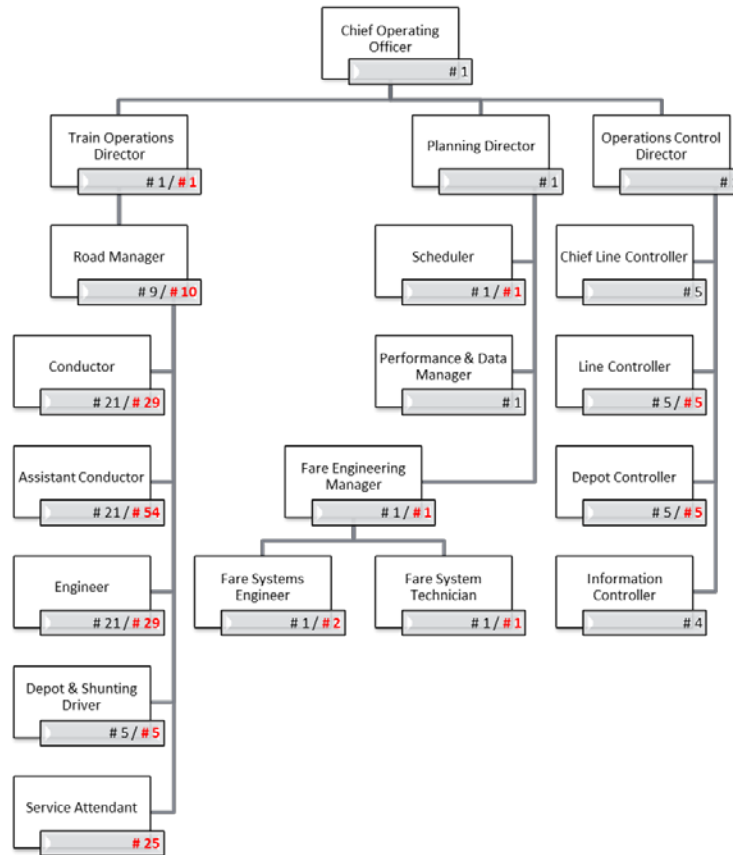 Chief Operating
Officer
# 1
Train Operations
Director
# 1 / # 1
Planning Director
# 1
Operations Control
Director
#
Road Manager
# 9 / # 10
Scheduler
# 1 / # 1
Chief Line Controller
# 5
Conductor
# 21 / # 29
Performance & Data
Manager
# 1
Line Controller
# 5 / # 5
Assistant Conductor
# 21 / # 54
Fare Engineering
Manager
# 1 / # 1
Depot Controller
# 5 / # 5
Engineer
# 21 / # 29
Fare Systems
Engineer
# 1 / # 2
Fare System
Technician
# 1 / # 1
Information
Controller
# 4
Depot & Shunting
Driver
# 5 / # 5
Service Attendant
# 25